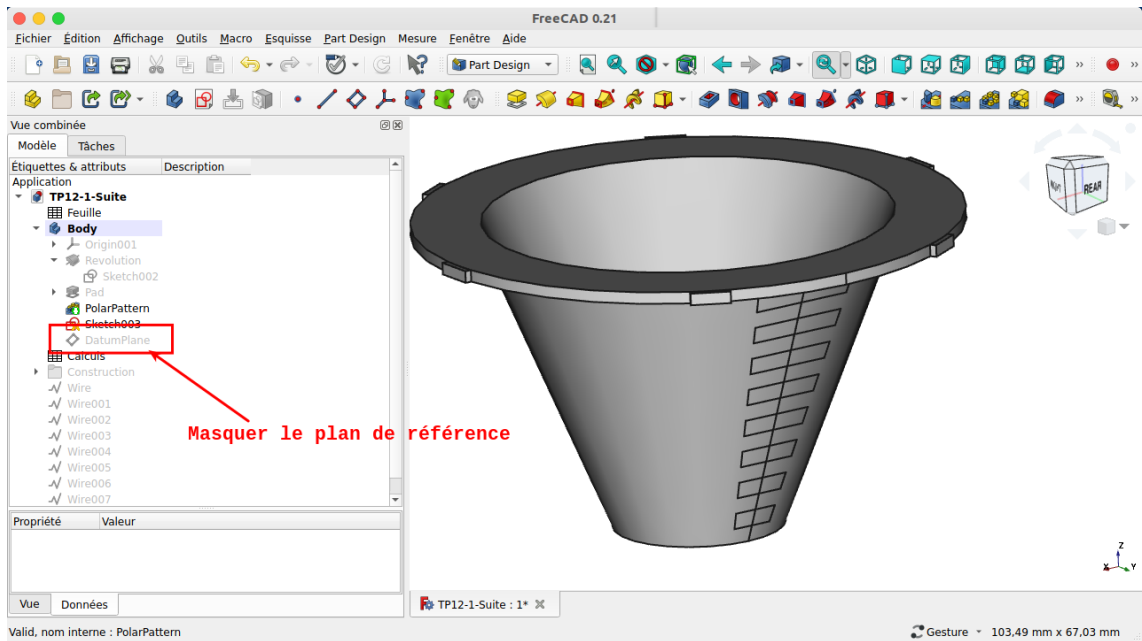 FreeCAD 0.21
Fichier Édition Affichage Outils Macro Esquisse Part Design Mesure Fenêtre Aide
Part Design
Vue combinée
Modèle Tâches
Étiquettes & attributs Description
Application
TP12-1-Suite
Feuille
Body
Origin001
Revolution
Sketch002
Pad
PolarPattern
Sketch003
DatumPlane
Calculs
Construction
Wire
Wire001
Wire002
Wire003
Wire004
Wire005
Wire006
Wire007
Masquer le plan de référence
REAR
Z
X Y
Propriété Valeur
Vue Données
TP12-1-Suite : 1*
Valid, nom interne : PolarPattern
Gesture 103,49 mm x 67,03 mm